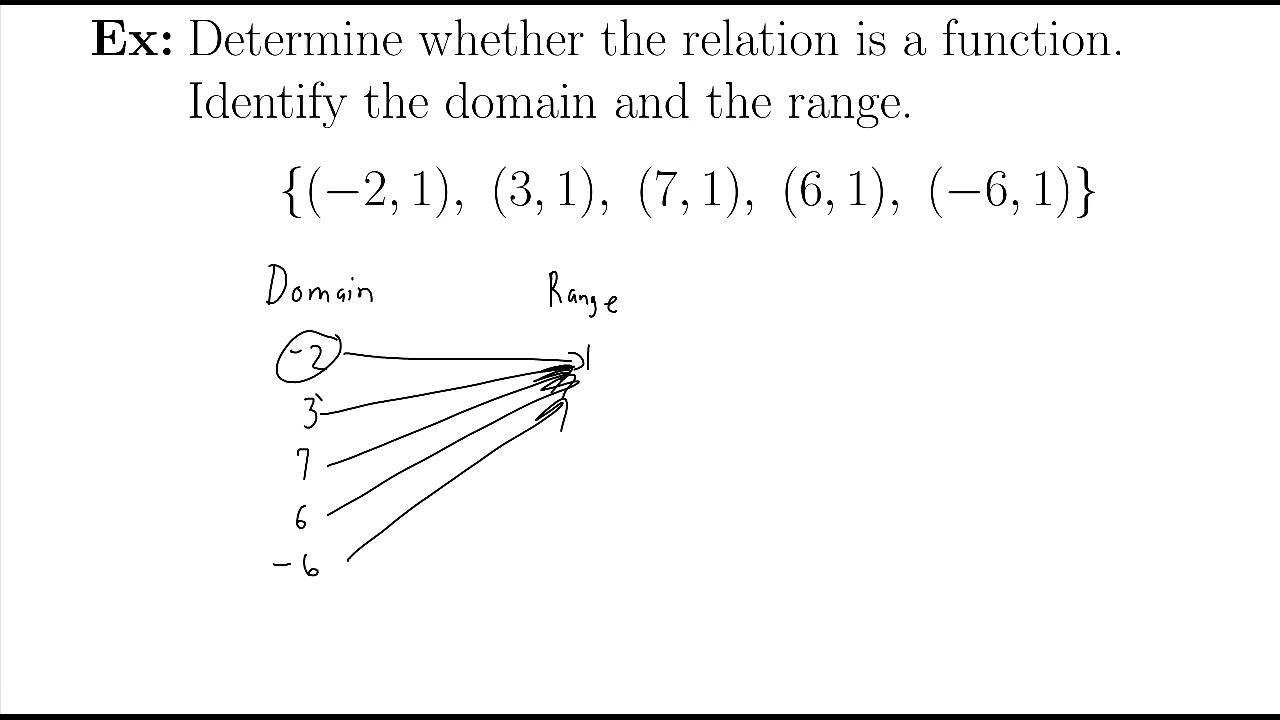 Ex: Determine whether the relation is a function.
Identify the domain and the range.
{(−2, 1), (3, 1), (7, 1), (6, 1), (−6, 1)}
Domain Range
-2 1
3
7
6
-6